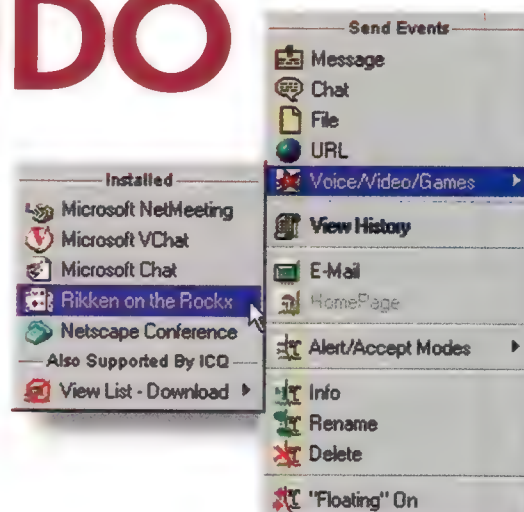 DO
Send Events
Message
Chat
File
URL
Voice/Video/Games
View History
E-Mail
HomePage
Alert/Accept Modes
Info
Rename
Delete
"Floating" On
Installed
Microsoft NetMeeting
Microsoft VChat
Microsoft Chat
Rikken on the Rockx
Netscape Conference
Also Supported By ICQ
View List - Download